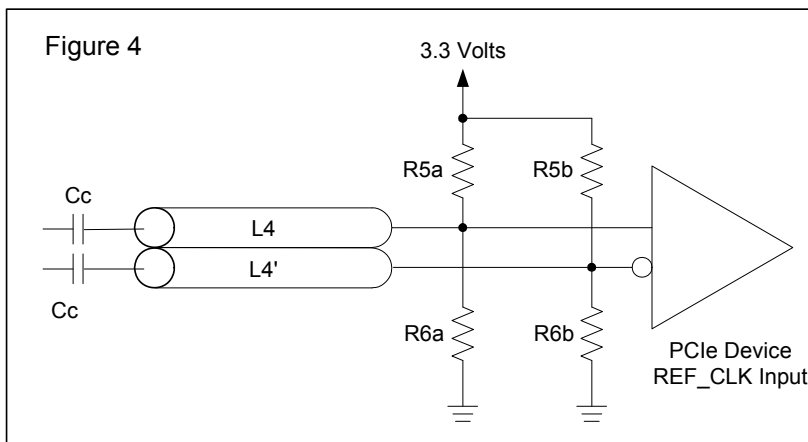 Figure 4
3.3 Volts
R5a
R5b
Cc
L4
L4'
Cc
R6a
R6b
PCIe Device
REF_CLK Input